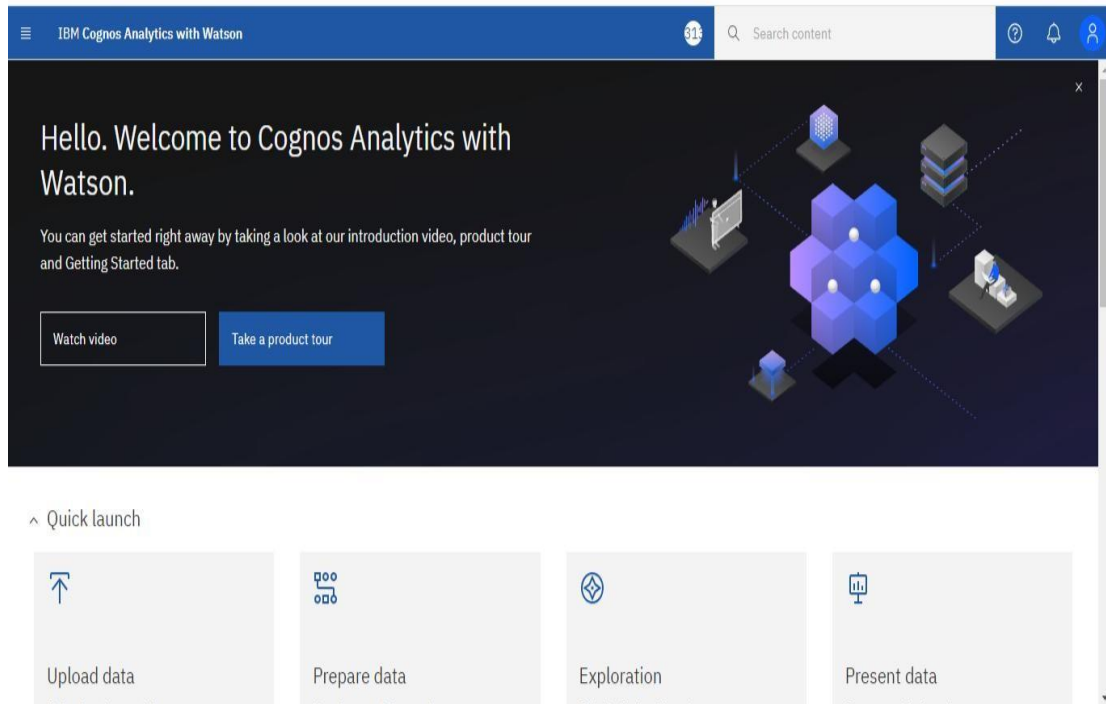 IBM Cognos Analytics with Watson
Search content
Hello. Welcome to Cognos Analytics with
Watson.
You can get started right away by taking a look at our introduction video, product tour
and Getting Started tab.
Watch video
Take a product tour
Quick launch
Upload data
Prepare data
Exploration
Present data